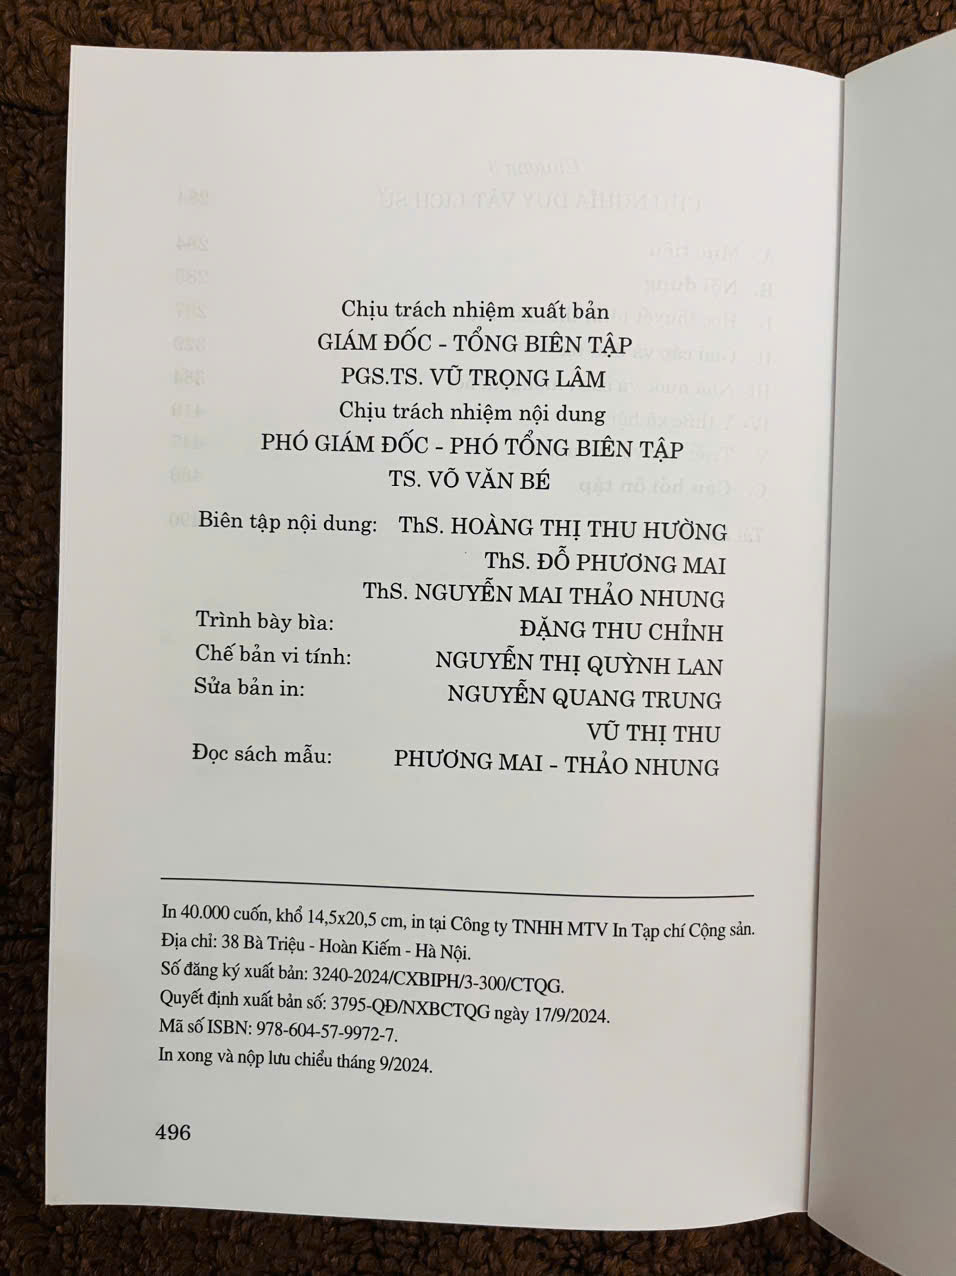 Chịu trách nhiệm xuất bản
GIÁM ĐỐC - TỔNG BIÊN TẬP
PGS.TS. VŨ TRỌNG LÂM
Chịu trách nhiệm nội dung
PHÓ GIÁM ĐỐC - PHÓ TỔNG BIÊN TẬP
TS. VÕ VĂN BÉ
Biên tập nội dung: ThS. HOÀNG THỊ THU HƯỜNG
ThS. ĐỖ PHƯƠNG MAI
ThS. NGUYỄN MAI THẢO NHUNG
Trình bày bìa: ĐẶNG THU CHỈNH
Chế bản vi tính: NGUYỄN THỊ QUỲNH LAN
Sửa bản in: NGUYỄN QUANG TRUNG
VŨ THỊ THU
Đọc sách mẫu: PHƯƠNG MAI - THẢO NHUNG
In 40.000 cuốn, khổ 14,5x20,5 cm, in tại Công ty TNHH MTV In Tạp chí Cộng sản.
Địa chỉ: 38 Bà Triệu - Hoàn Kiếm - Hà Nội.
Số đăng ký xuất bản: 3240-2024/CXBIPH/3-300/CTQG.
Quyết định xuất bản số: 3795-QĐ/NXBCTQG ngày 17/9/2024.
Mã số ISBN: 978-604-57-9972-7.
In xong và nộp lưu chiểu tháng 9/2024.
496